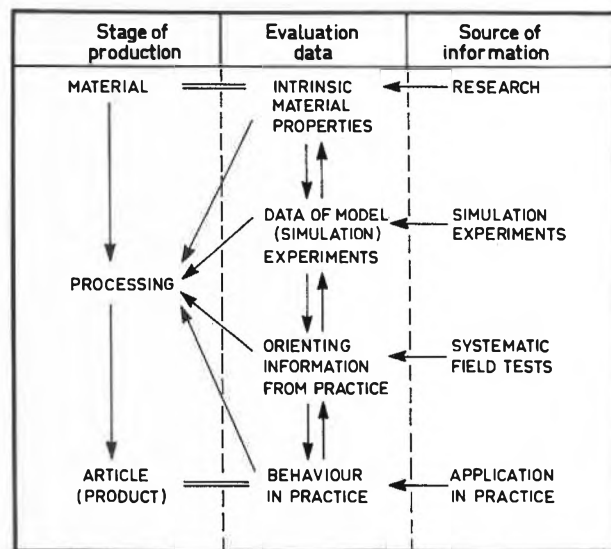 Stage of production
Evaluation data
Source of information
MATERIAL
INTRINSIC
MATERIAL
PROPERTIES
RESEARCH
DATA OF MODEL
(SIMULATION)
EXPERIMENTS
SIMULATION
EXPERIMENTS
PROCESSING
ORIENTING
INFORMATION
FROM PRACTICE
SYSTEMATIC
FIELD TESTS
ARTICLE
(PRODUCT)
BEHAVIOUR
IN PRACTICE
APPLICATION
IN PRACTICE